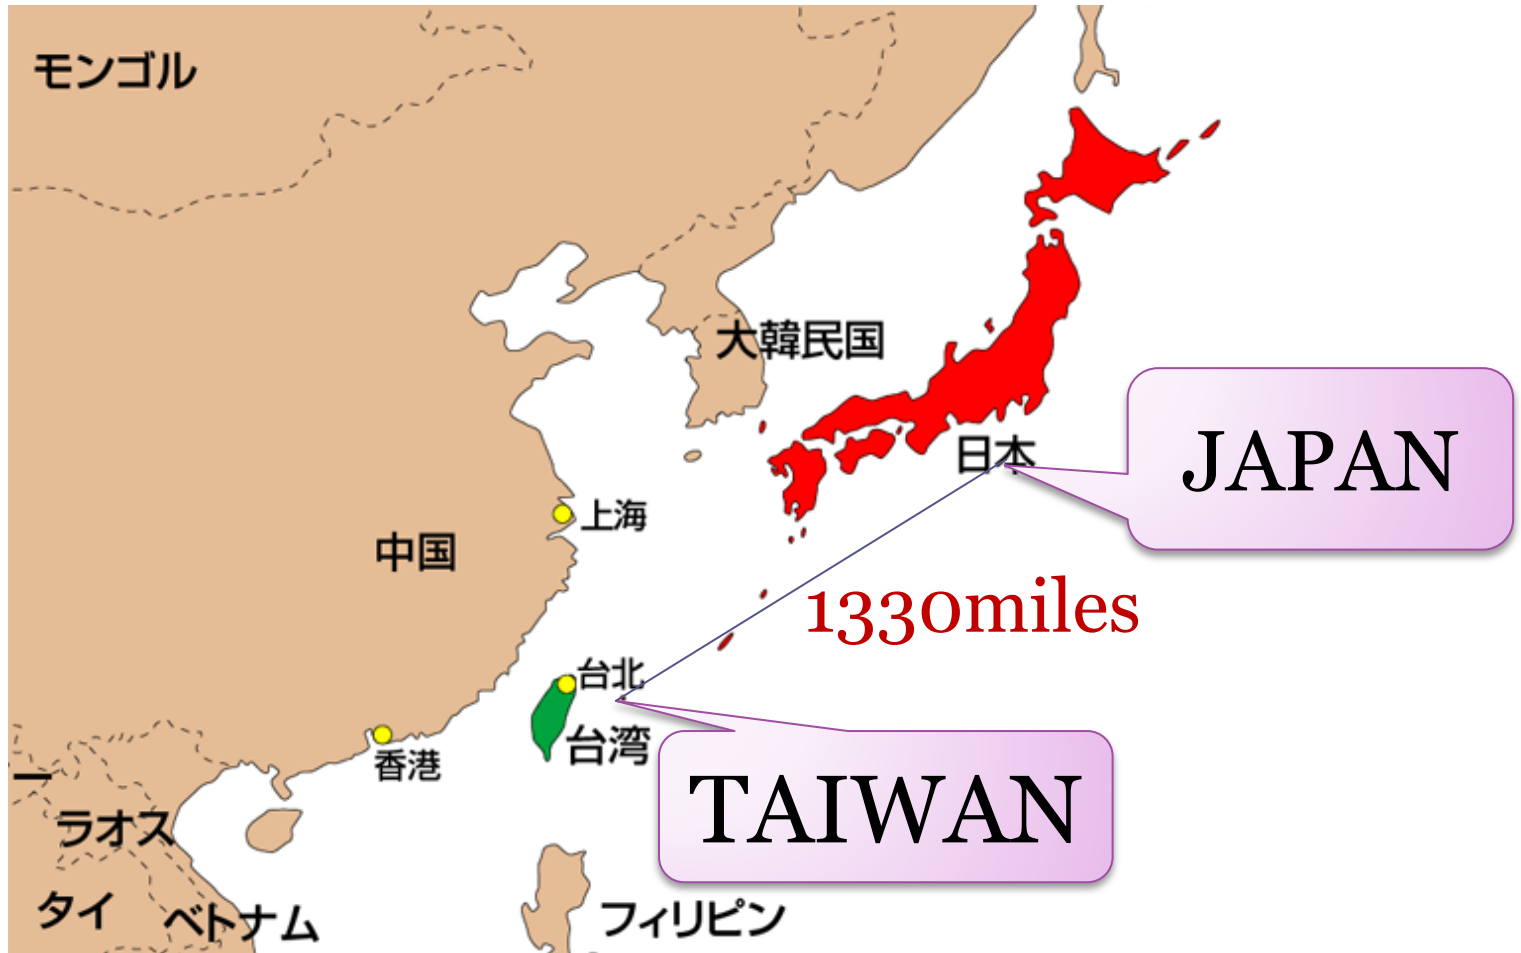 モンゴル
大韓民国
日本
JAPAN
上海
中国
1330miles
台北
台湾
香港
TAIWAN
ー
ラオス
タイ
ベトナム
フィリピン